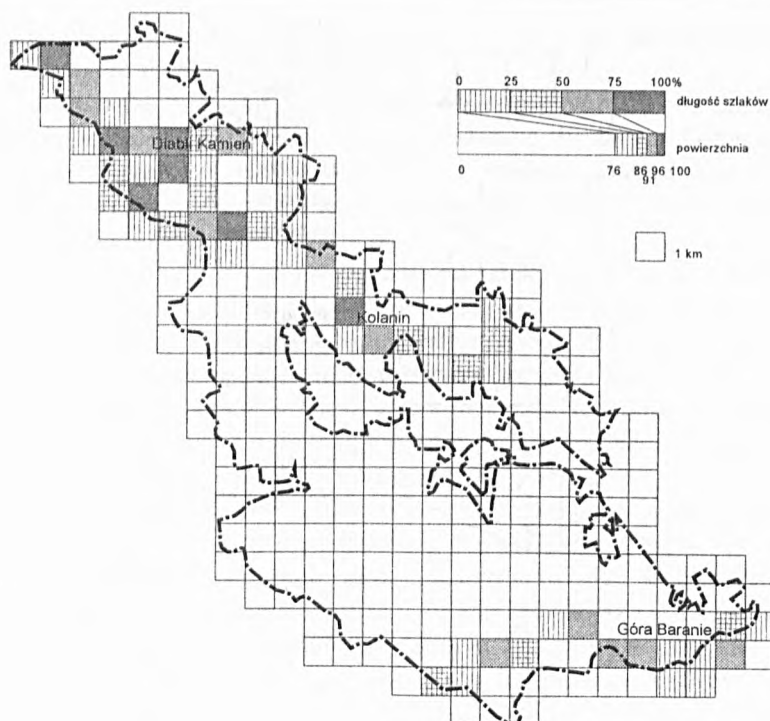 0 25 50 75 100%
długość szlaków
powierzchnia
0 76 86 96 100
91
1 km
Diabli Kamień
Kolanin
Góra Baranie